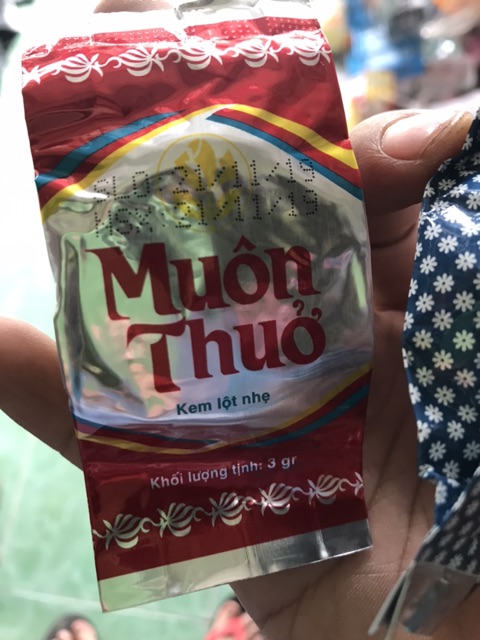 Muôn
Thuở
Kem lột nhẹ
Khối lượng tịnh: 3 gr